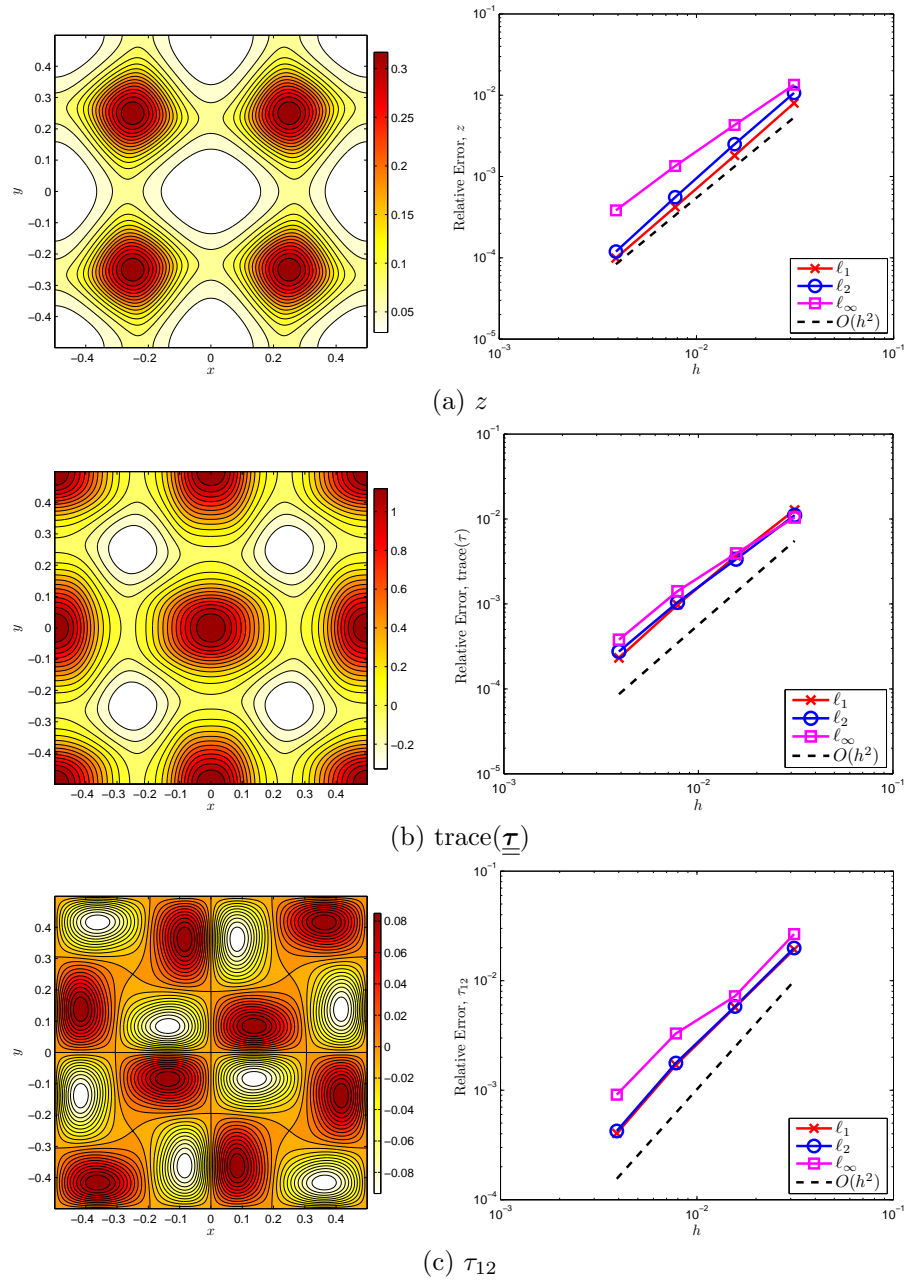 0.4
0.3
0.2
0.1
0
−0.1
−0.2
−0.3
−0.4
y
−0.4 −0.2 0 0.2 0.4
x
0.3
0.25
0.2
0.15
0.1
0.05
10⁻¹
10⁻²
10⁻³
10⁻⁴
10⁻⁵
Relative Error, z
10⁻³ 10⁻² 10⁻¹
h
ℓ₁
ℓ₂
ℓ∞
O(h²)
(a) z
0.4
0.3
0.2
0.1
0
−0.1
−0.2
−0.3
−0.4
y
−0.4 −0.3 −0.2 −0.1 0 0.1 0.2 0.3 0.4
x
1
0.8
0.6
0.4
0.2
0
−0.2
10⁻¹
10⁻²
10⁻³
10⁻⁴
10⁻⁵
Relative Error, trace(τ)
10⁻³ 10⁻² 10⁻¹
h
ℓ₁
ℓ₂
ℓ∞
O(h²)
(b) trace(τ)
0.4
0.3
0.2
0.1
0
−0.1
−0.2
−0.3
−0.4
y
−0.4 −0.3 −0.2 −0.1 0 0.1 0.2 0.3 0.4
x
0.08
0.06
0.04
0.02
0
−0.02
−0.04
−0.06
−0.08
10⁻¹
10⁻²
10⁻³
10⁻⁴
Relative Error, τ₁₂
10⁻³ 10⁻² 10⁻¹
h
ℓ₁
ℓ₂
ℓ∞
O(h²)
(c) τ₁₂